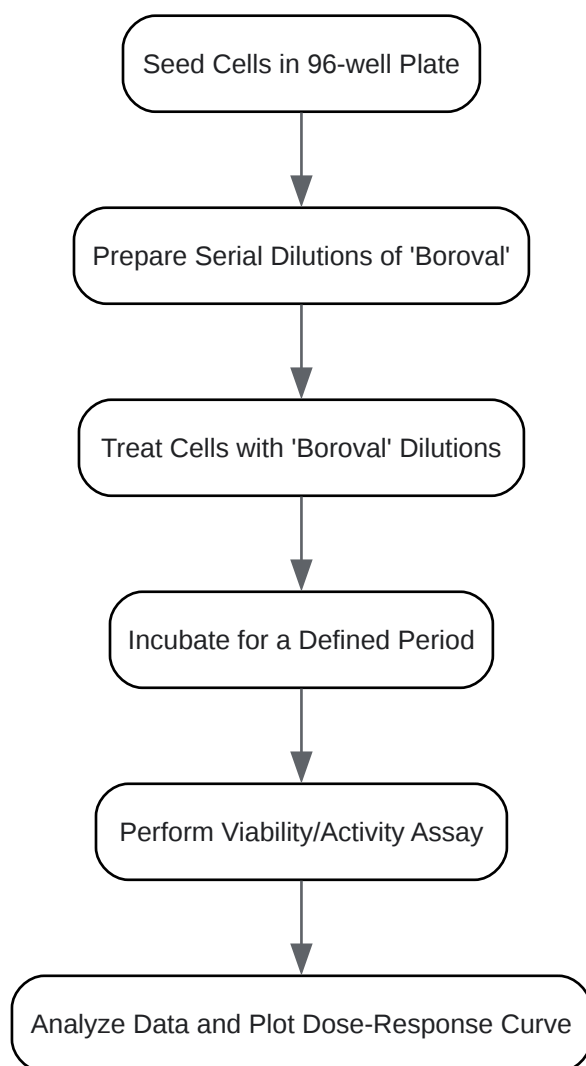 Seed Cells in 96-well Plate
Prepare Serial Dilutions of 'Boroval'
Treat Cells with 'Boroval' Dilutions
Incubate for a Defined Period
Perform Viability/Activity Assay
Analyze Data and Plot Dose-Response Curve